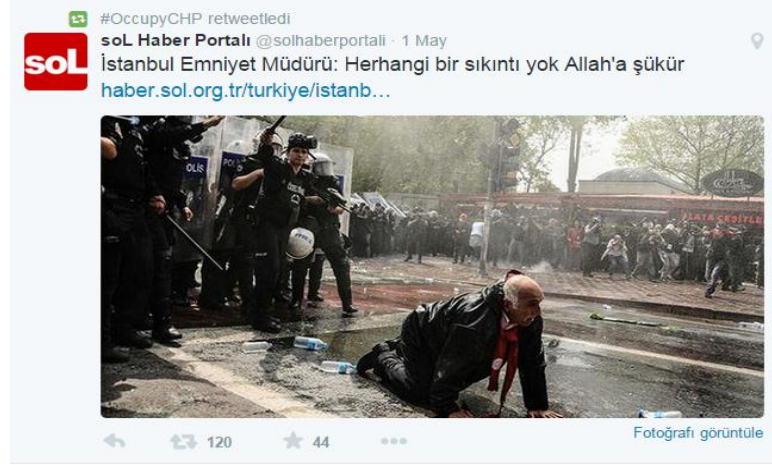 #OccupyCHP retweetledi
soL Haber Portalı @solhaberportali · 1 May
soL
İstanbul Emniyet Müdürü: Herhangi bir sıkıntı yok Allah'a şükür
haber.sol.org.tr/turkiye/istanb…
POLİS
120
44
Fotoğrafı görüntüle